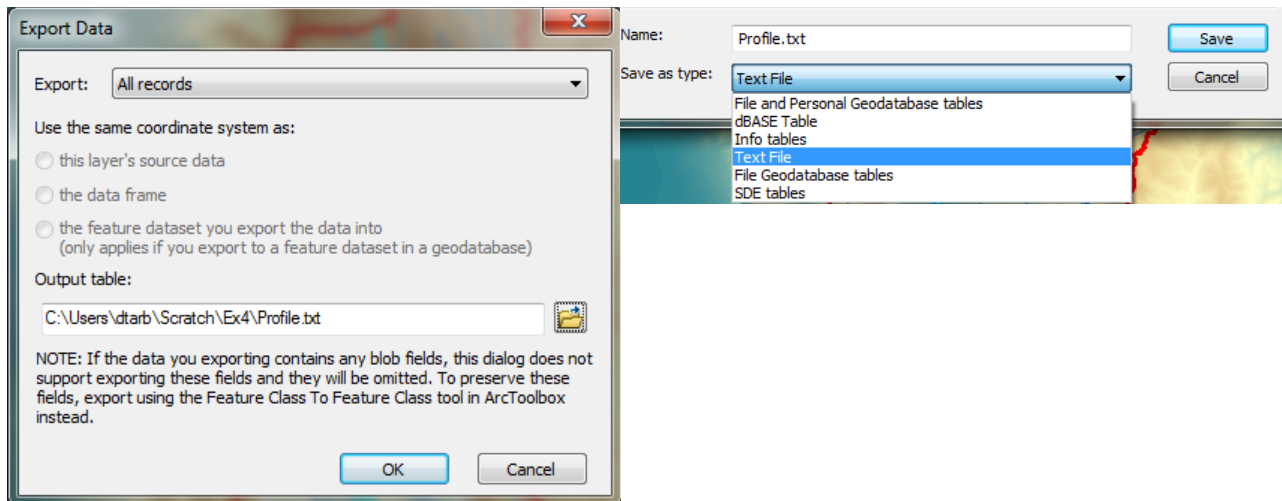 Export Data
Export: All records
Use the same coordinate system as:
this layer's source data
the data frame
the feature dataset you export the data into
(only applies if you export to a feature dataset in a geodatabase)
Output table:
C:\Users\dtarb\Scratch\Ex4\Profile.txt
NOTE: If the data you exporting contains any blob fields, this dialog does not
support exporting these fields and they will be omitted. To preserve these
fields, export using the Feature Class To Feature Class tool in ArcToolbox
instead.
OK Cancel
Name: Profile.txt Save
Save as type: Text File Cancel
File and Personal Geodatabase tables
dBASE Table
Info tables
Text File
File Geodatabase tables
SDE tables